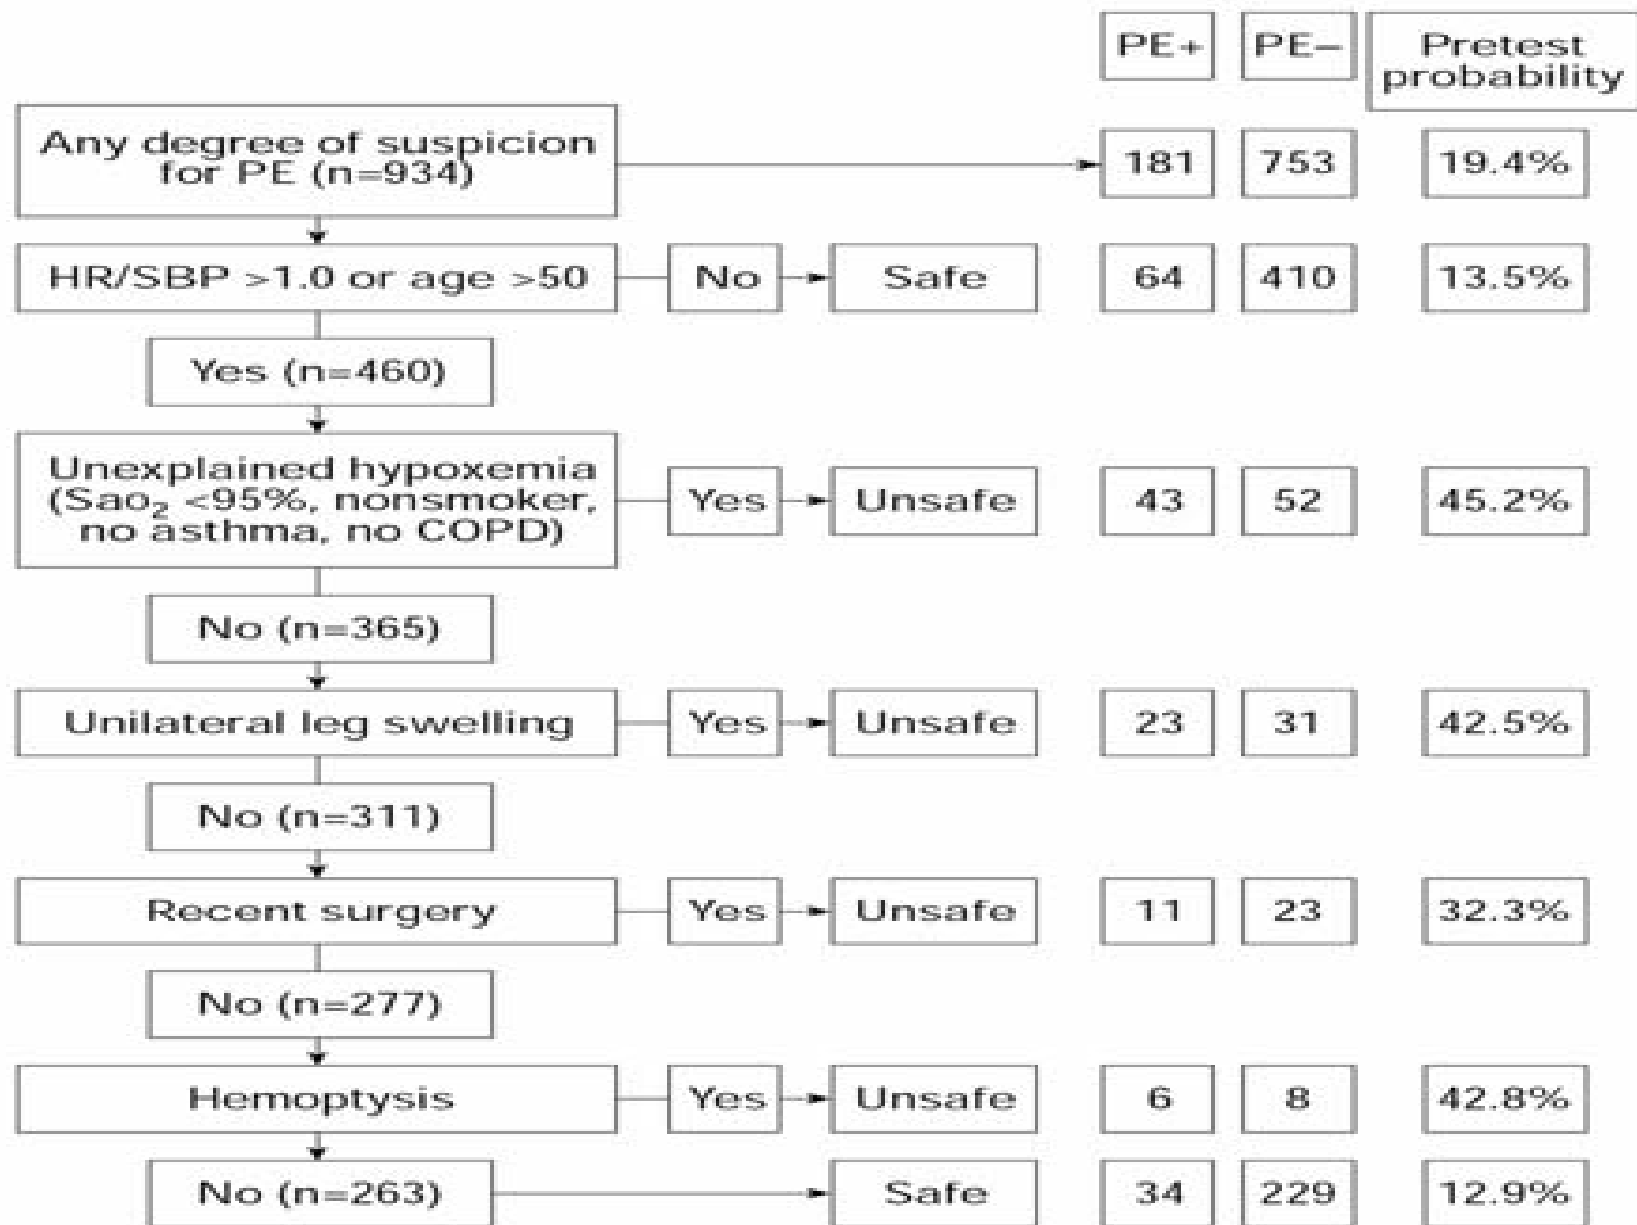 PE+ PE− Pretest
probability
Any degree of suspicion
for PE (n=934)
181 753 19.4%
HR/SBP >1.0 or age >50 No Safe 64 410 13.5%
Yes (n=460)
Unexplained hypoxemia
(Sao₂ <95%, nonsmoker,
no asthma, no COPD)
Yes Unsafe 43 52 45.2%
No (n=365)
Unilateral leg swelling Yes Unsafe 23 31 42.5%
No (n=311)
Recent surgery Yes Unsafe 11 23 32.3%
No (n=277)
Hemoptysis Yes Unsafe 6 8 42.8%
No (n=263) Safe 34 229 12.9%